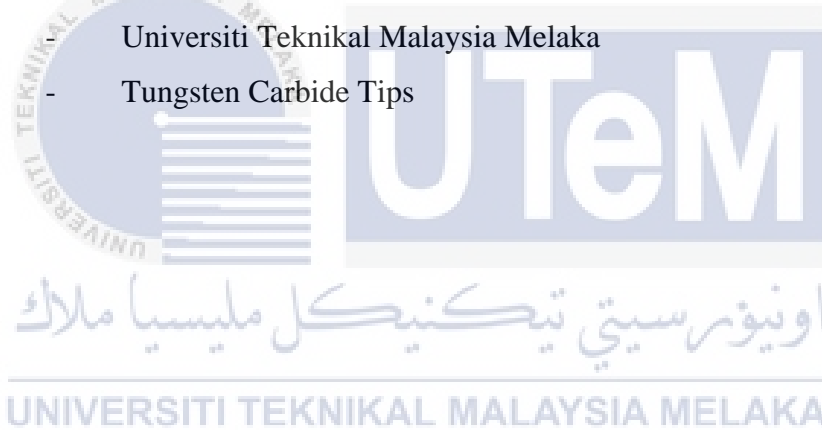 - Universiti Teknikal Malaysia Melaka
- Tungsten Carbide Tips
UTeM
اونيۏرسيتي تيكنيكل مليسيا ملاك
UNIVERSITI TEKNIKAL MALAYSIA MELAKA